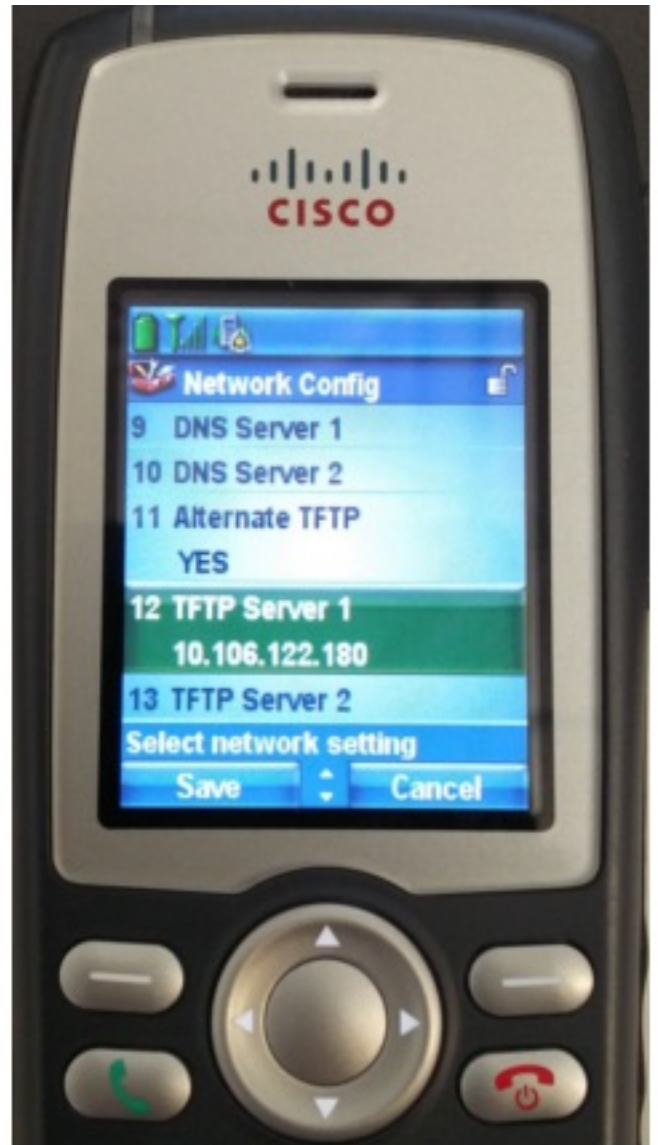 CISCO
Network Config
9 DNS Server 1
10 DNS Server 2
11 Alternate TFTP
YES
12 TFTP Server 1
10.106.122.180
13 TFTP Server 2
Select network setting
Save Cancel